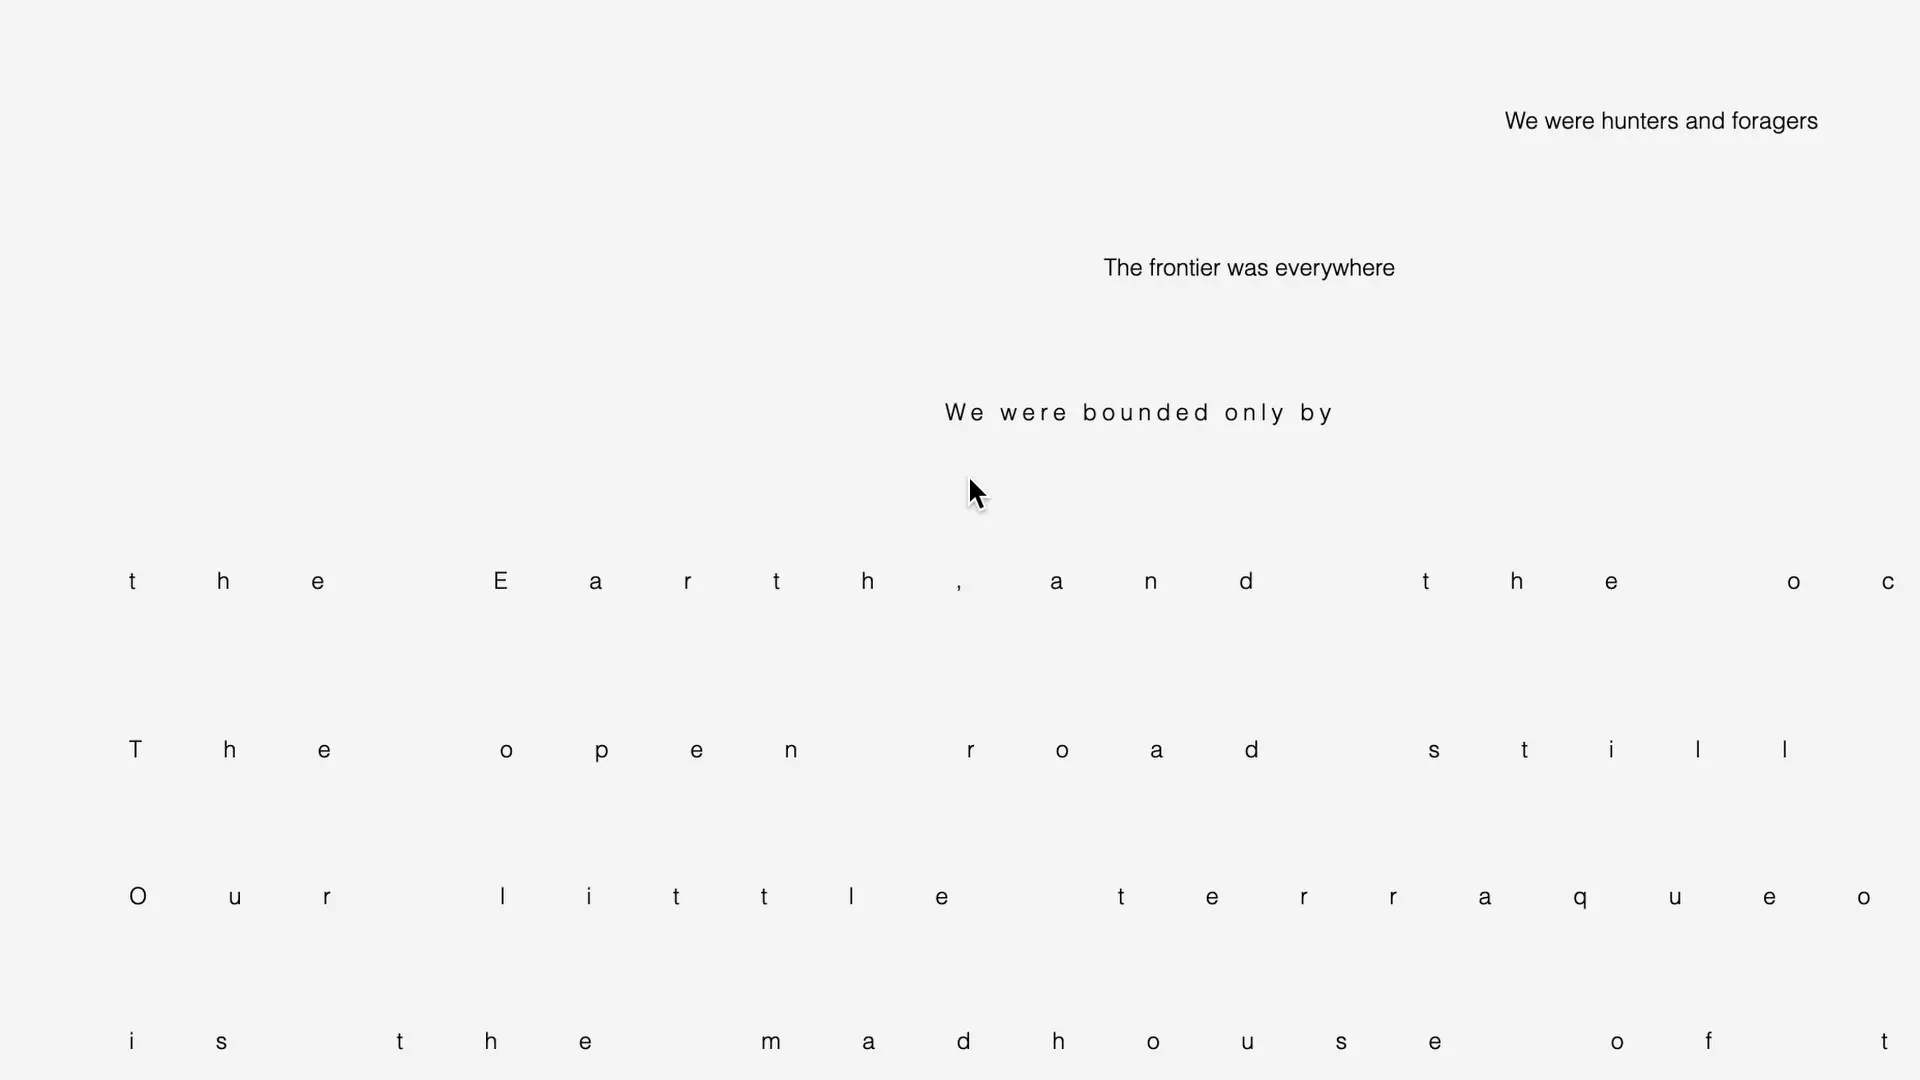 We were hunters and foragers
The frontier was everywhere
We were bounded only by
the Earth, and the oc
The open road still
Our little terraqueo
is the madhouse of t